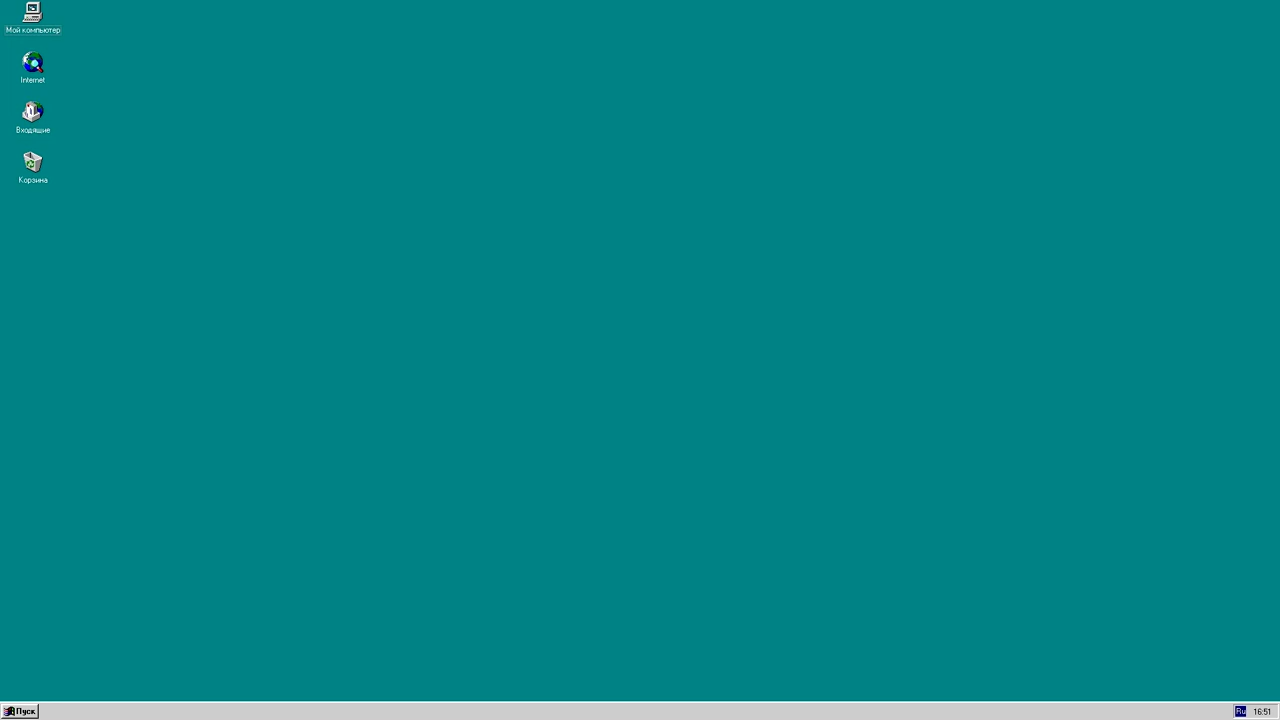 Мой компьютер
Internet
Входящие
Корзина
Пуск
Ru
16:51